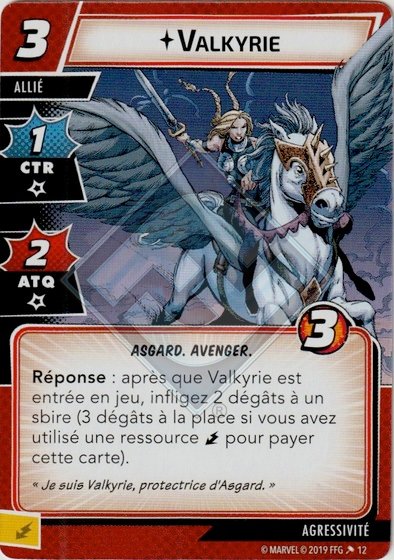 3
VALKYRIE
ALLIÉ
1
CTR
2
ATQ
3
ASGARD. AVENGER.
Réponse : après que Valkyrie est
entrée en jeu, infligez 2 dégâts à un
sbire (3 dégâts à la place si vous avez
utilisé une ressource pour payer
cette carte).
« Je suis Valkyrie, protectrice d'Asgard. »
AGRESSIVITÉ
© MARVEL © 2019 FFG 12